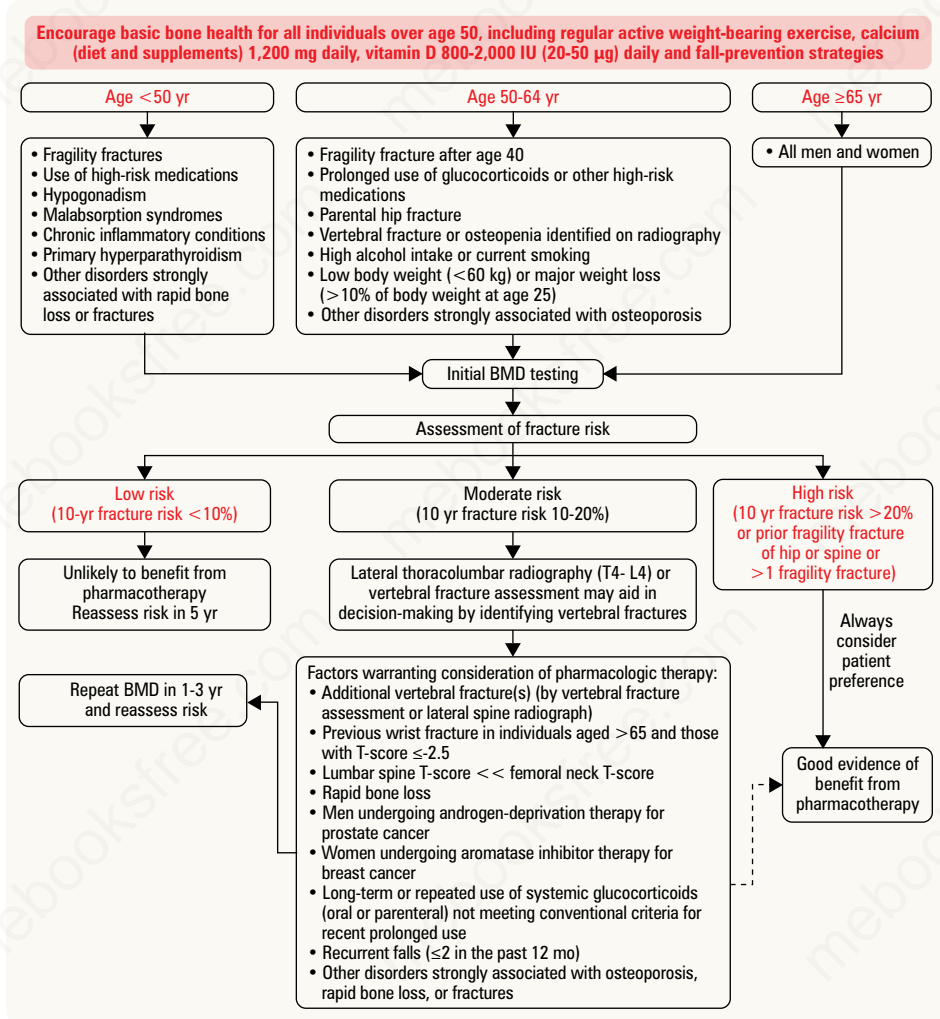 Encourage basic bone health for all individuals over age 50, including regular active weight-bearing exercise, calcium
(diet and supplements) 1,200 mg daily, vitamin D 800-2,000 IU (20-50 µg) daily and fall-prevention strategies
Age <50 yr
Age 50-64 yr
Age ≥65 yr
• Fragility fractures
• Use of high-risk medications
• Hypogonadism
• Malabsorption syndromes
• Chronic inflammatory conditions
• Primary hyperparathyroidism
• Other disorders strongly
associated with rapid bone
loss or fractures
• Fragility fracture after age 40
• Prolonged use of glucocorticoids or other high-risk
medications
• Parental hip fracture
• Vertebral fracture or osteopenia identified on radiography
• High alcohol intake or current smoking
• Low body weight (<60 kg) or major weight loss
(>10% of body weight at age 25)
• Other disorders strongly associated with osteoporosis
• All men and women
Initial BMD testing
Assessment of fracture risk
Low risk
(10-yr fracture risk <10%)
Moderate risk
(10 yr fracture risk 10-20%)
High risk
(10 yr fracture risk >20%
or prior fragility fracture
of hip or spine or
>1 fragility fracture)
Unlikely to benefit from
pharmacotherapy
Reassess risk in 5 yr
Lateral thoracolumbar radiography (T4- L4) or
vertebral fracture assessment may aid in
decision-making by identifying vertebral fractures
Always
consider
patient
preference
Repeat BMD in 1-3 yr
and reassess risk
Factors warranting consideration of pharmacologic therapy:
• Additional vertebral fracture(s) (by vertebral fracture
assessment or lateral spine radiograph)
• Previous wrist fracture in individuals aged >65 and those
with T-score ≤-2.5
• Lumbar spine T-score << femoral neck T-score
• Rapid bone loss
• Men undergoing androgen-deprivation therapy for
prostate cancer
• Women undergoing aromatase inhibitor therapy for
breast cancer
• Long-term or repeated use of systemic glucocorticoids
(oral or parenteral) not meeting conventional criteria for
recent prolonged use
• Recurrent falls (≤2 in the past 12 mo)
• Other disorders strongly associated with osteoporosis,
rapid bone loss, or fractures
Good evidence of
benefit from
pharmacotherapy
mebooksfree.com